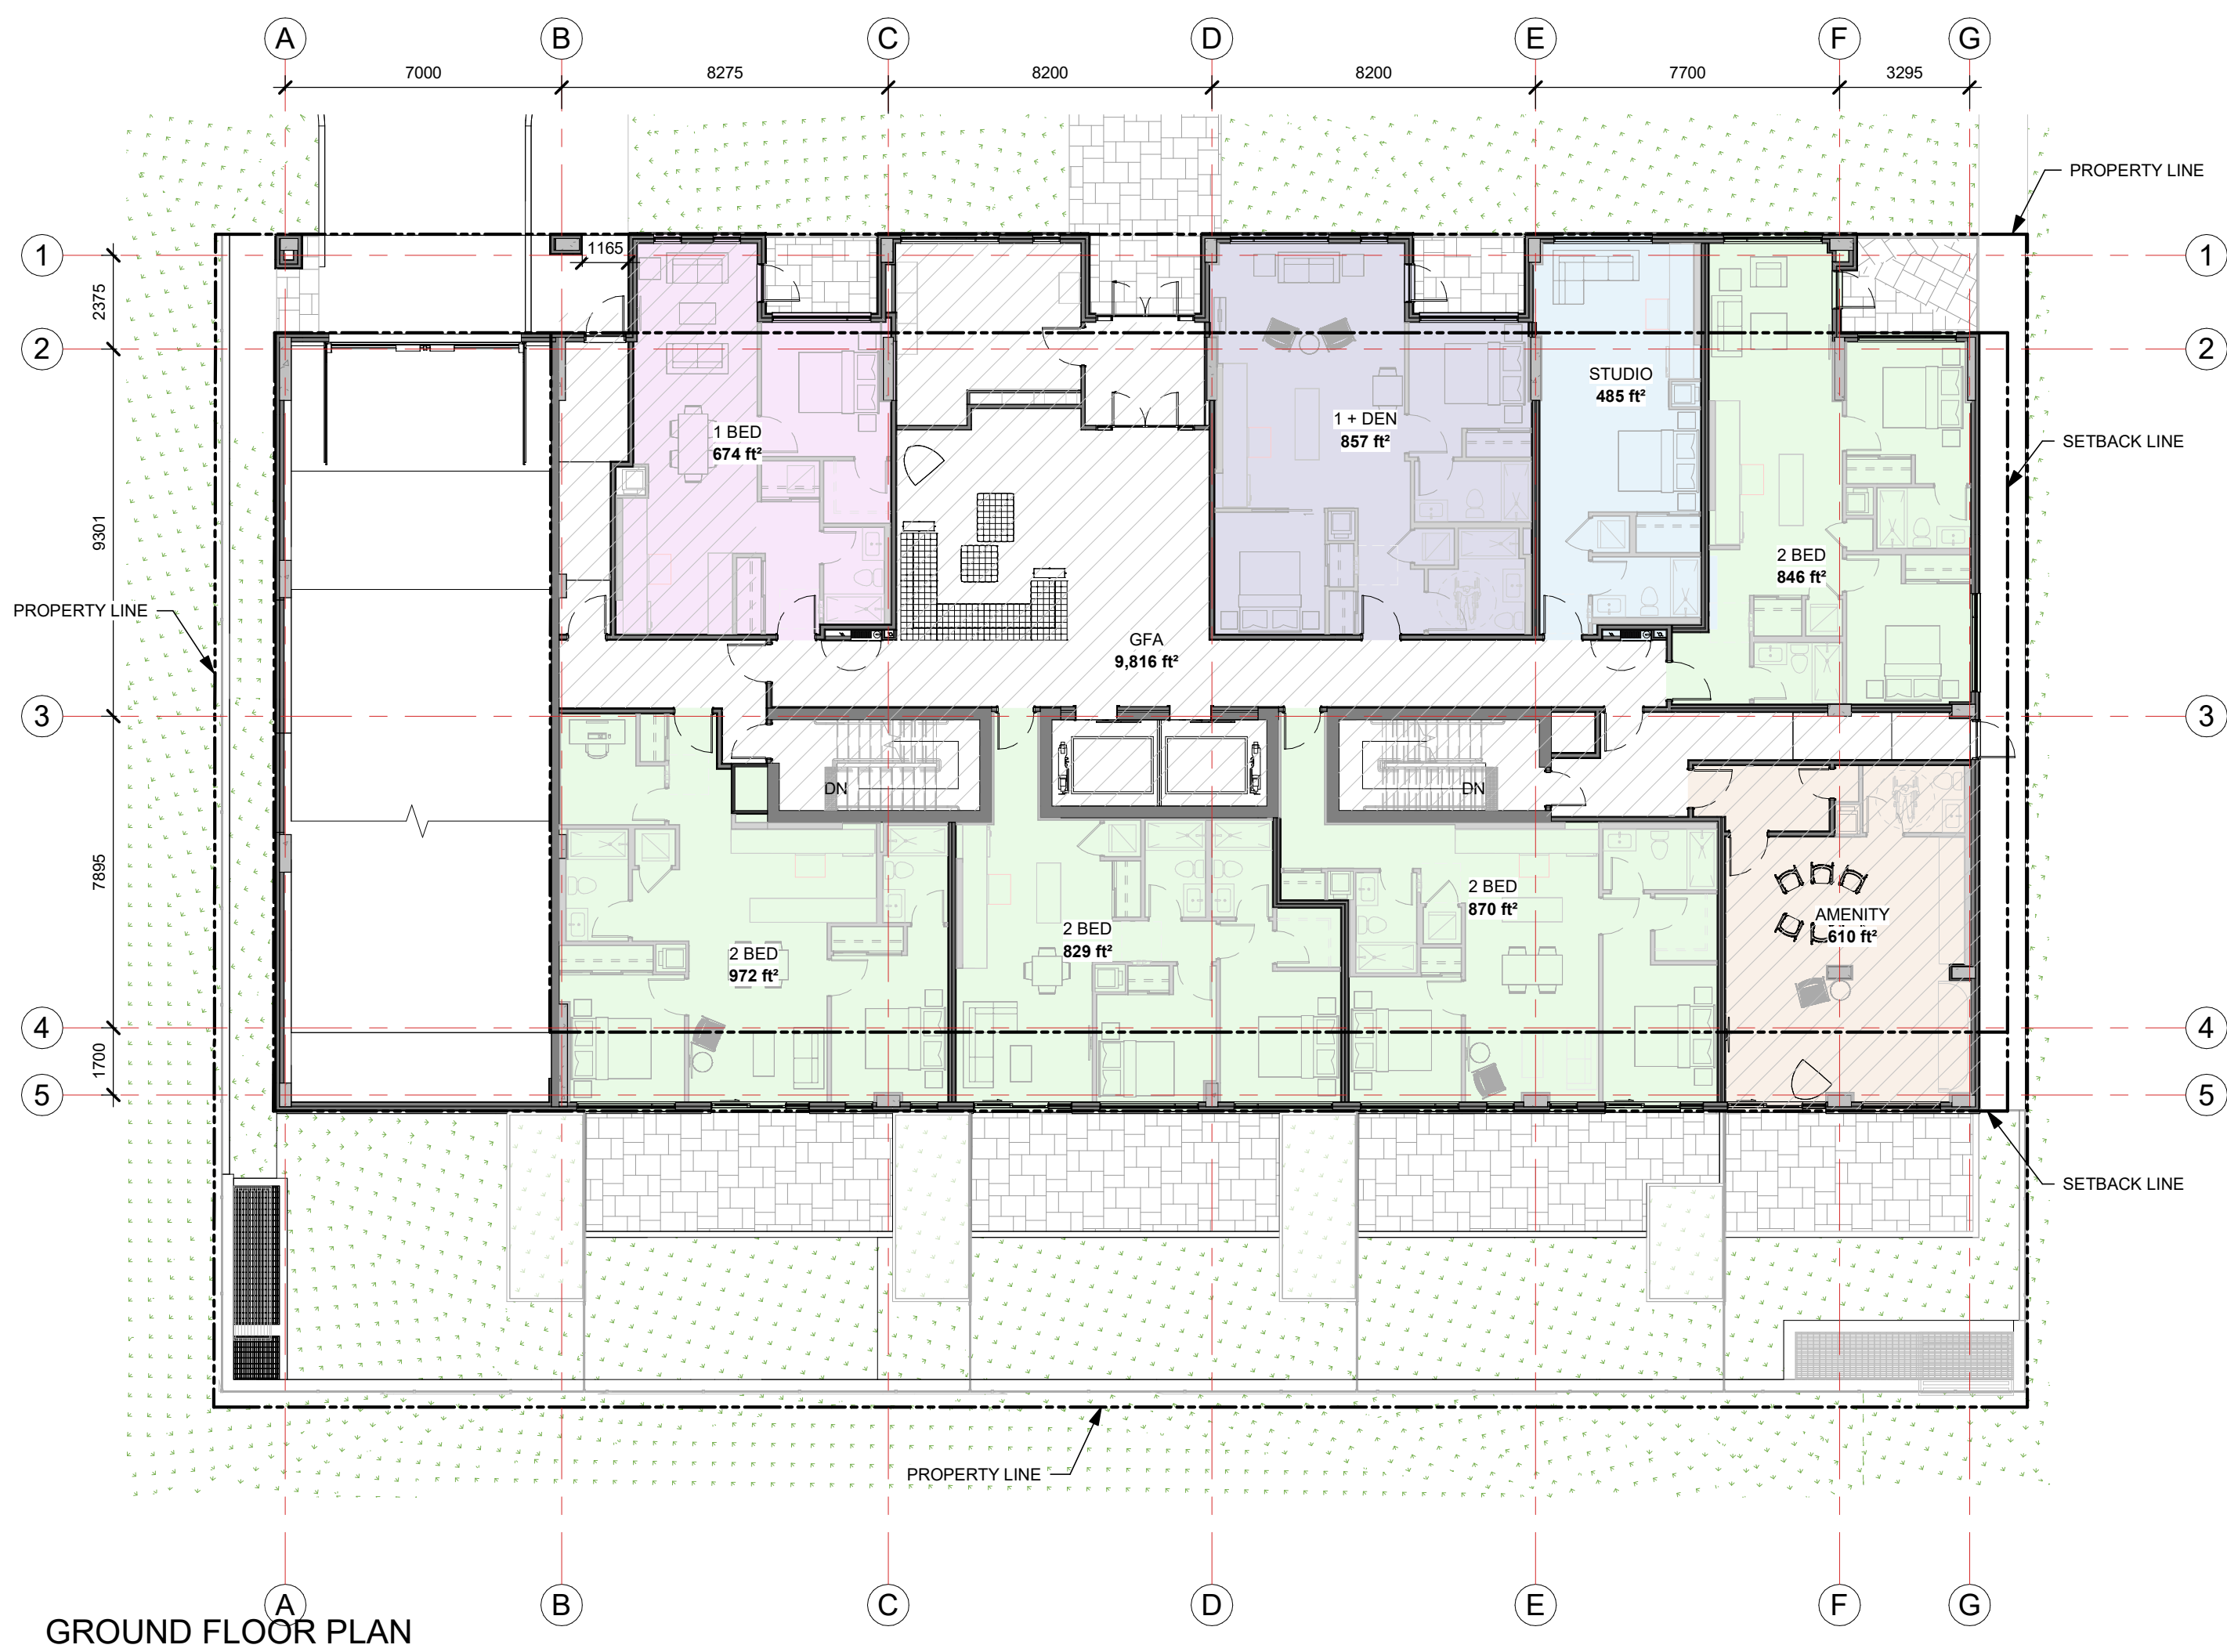 A
B
C
D
E
F
G
7000
8275
8200
8200
7700
3295
PROPERTY LINE
1
1165
1
2375
2
2
STUDIO
485 ft²
1 + DEN
857 ft²
1 BED
674 ft²
SETBACK LINE
9301
2 BED
846 ft²
PROPERTY LINE
GFA
9,816 ft²
3
3
DN
DN
7895
2 BED
870 ft²
AMENITY
610 ft²
2 BED
829 ft²
2 BED
972 ft²
4
4
1700
5
5
SETBACK LINE
PROPERTY LINE
A
B
C
D
E
F
G
GROUND FLOOR PLAN